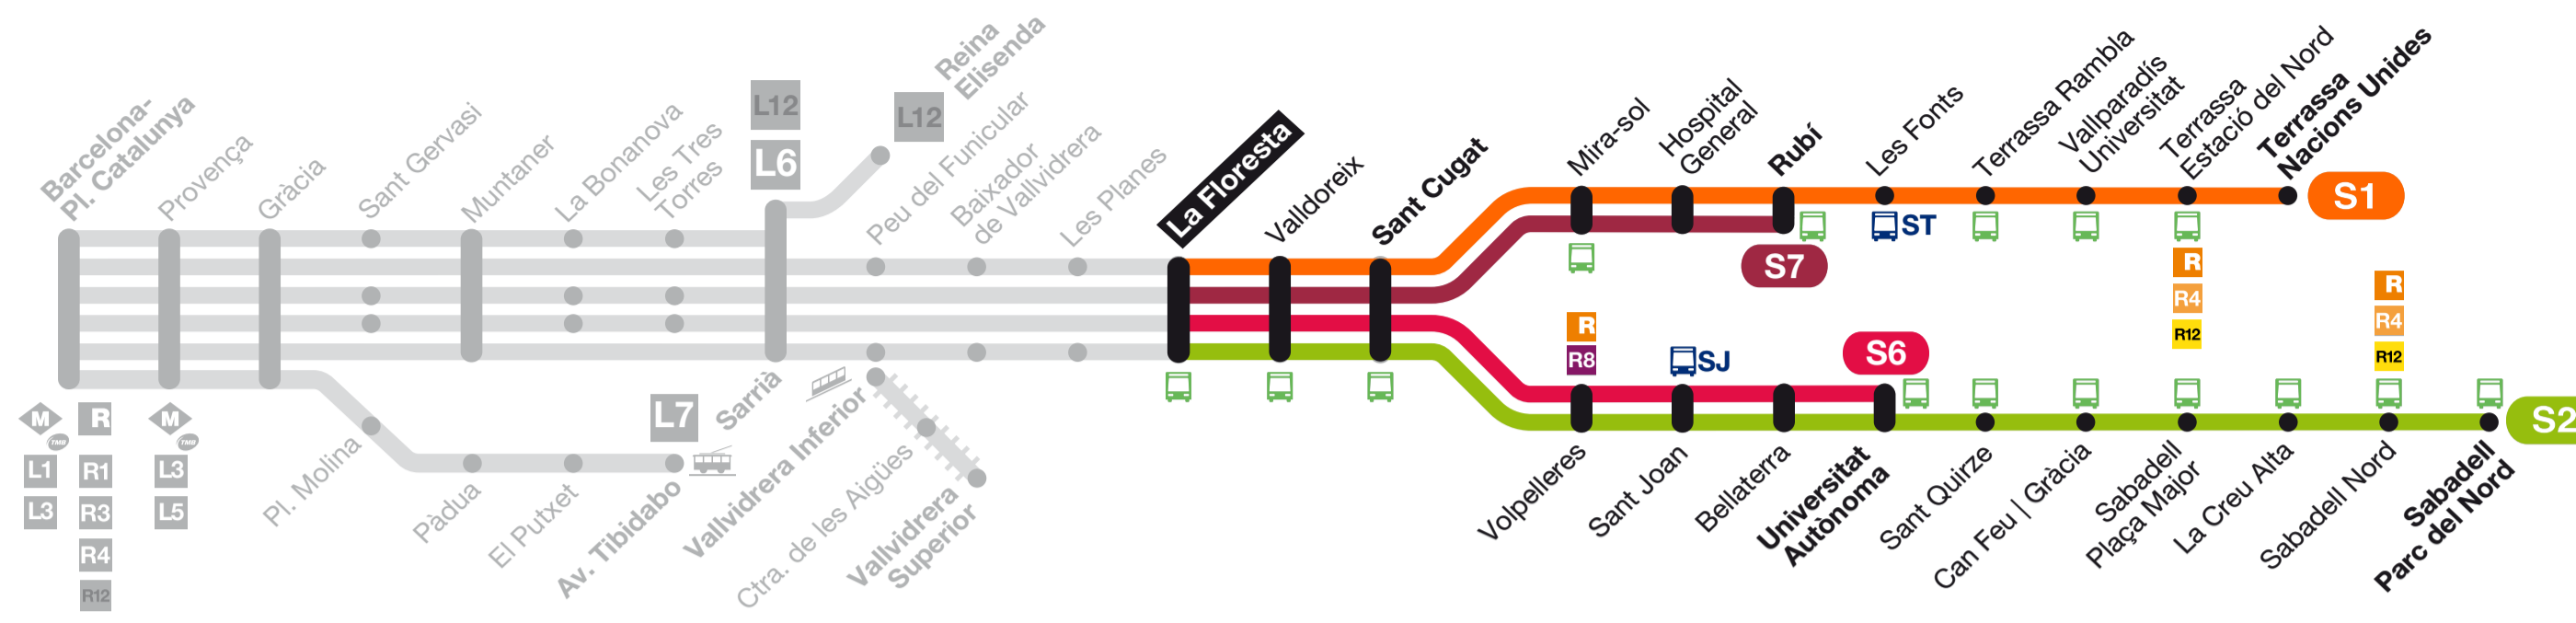 Barcelona-
Pl. Catalunya
Provença
Gràcia
Sant Gervasi
Muntaner
La Bonanova
Les Tres
Torres
L12
L6
Reina
Elisenda
L12
Peu del Funicular
Baixador
de Vallvidrera
Les Planes
La Floresta
Valldoreix
Sant Cugat
Mira-sol
Hospital
General
Rubí
Les Fonts
Terrassa Rambla
Vallparadís
Universitat
Terrassa
Estació del Nord
Terrassa
Nacions Unides
S1
ST
S7
R
R4
R12
R
R4
R12
R
R8
SJ
S6
S2
M
TMB
L1
L3
R
R1
R3
R4
R12
M
TMB
L3
L5
Pl. Molina
Pàdua
El Putxet
Av. Tibidabo
L7
Sarrià
Vallvidrera Inferior
Ctra. de les Aigües
Vallvidrera
Superior
Volpelleres
Sant Joan
Bellaterra
Universitat
Autònoma
Sant Quirze
Can Feu | Gràcia
Sabadell
Plaça Major
La Creu Alta
Sabadell Nord
Sabadell
Parc del Nord